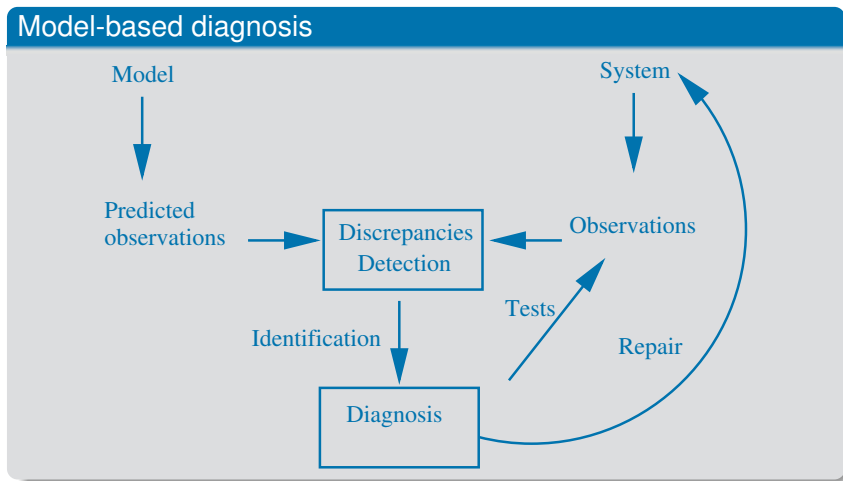 Model-based diagnosis
Model
System
Predicted
observations
Discrepancies
Detection
Observations
Tests
Identification
Repair
Diagnosis